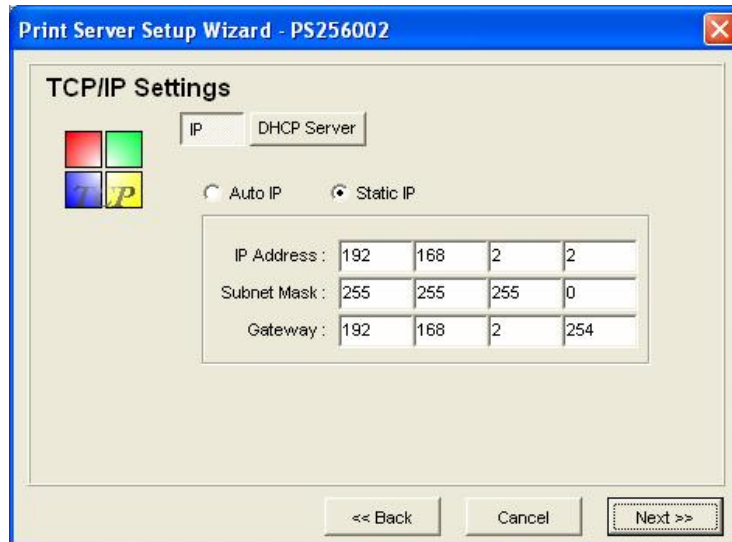 Print Server Setup Wizard - PS256002
TCP/IP Settings
IP DHCP Server
TCP
Auto IP Static IP
IP Address : 192 168 2 2
Subnet Mask : 255 255 255 0
Gateway : 192 168 2 254
<< Back Cancel Next >>